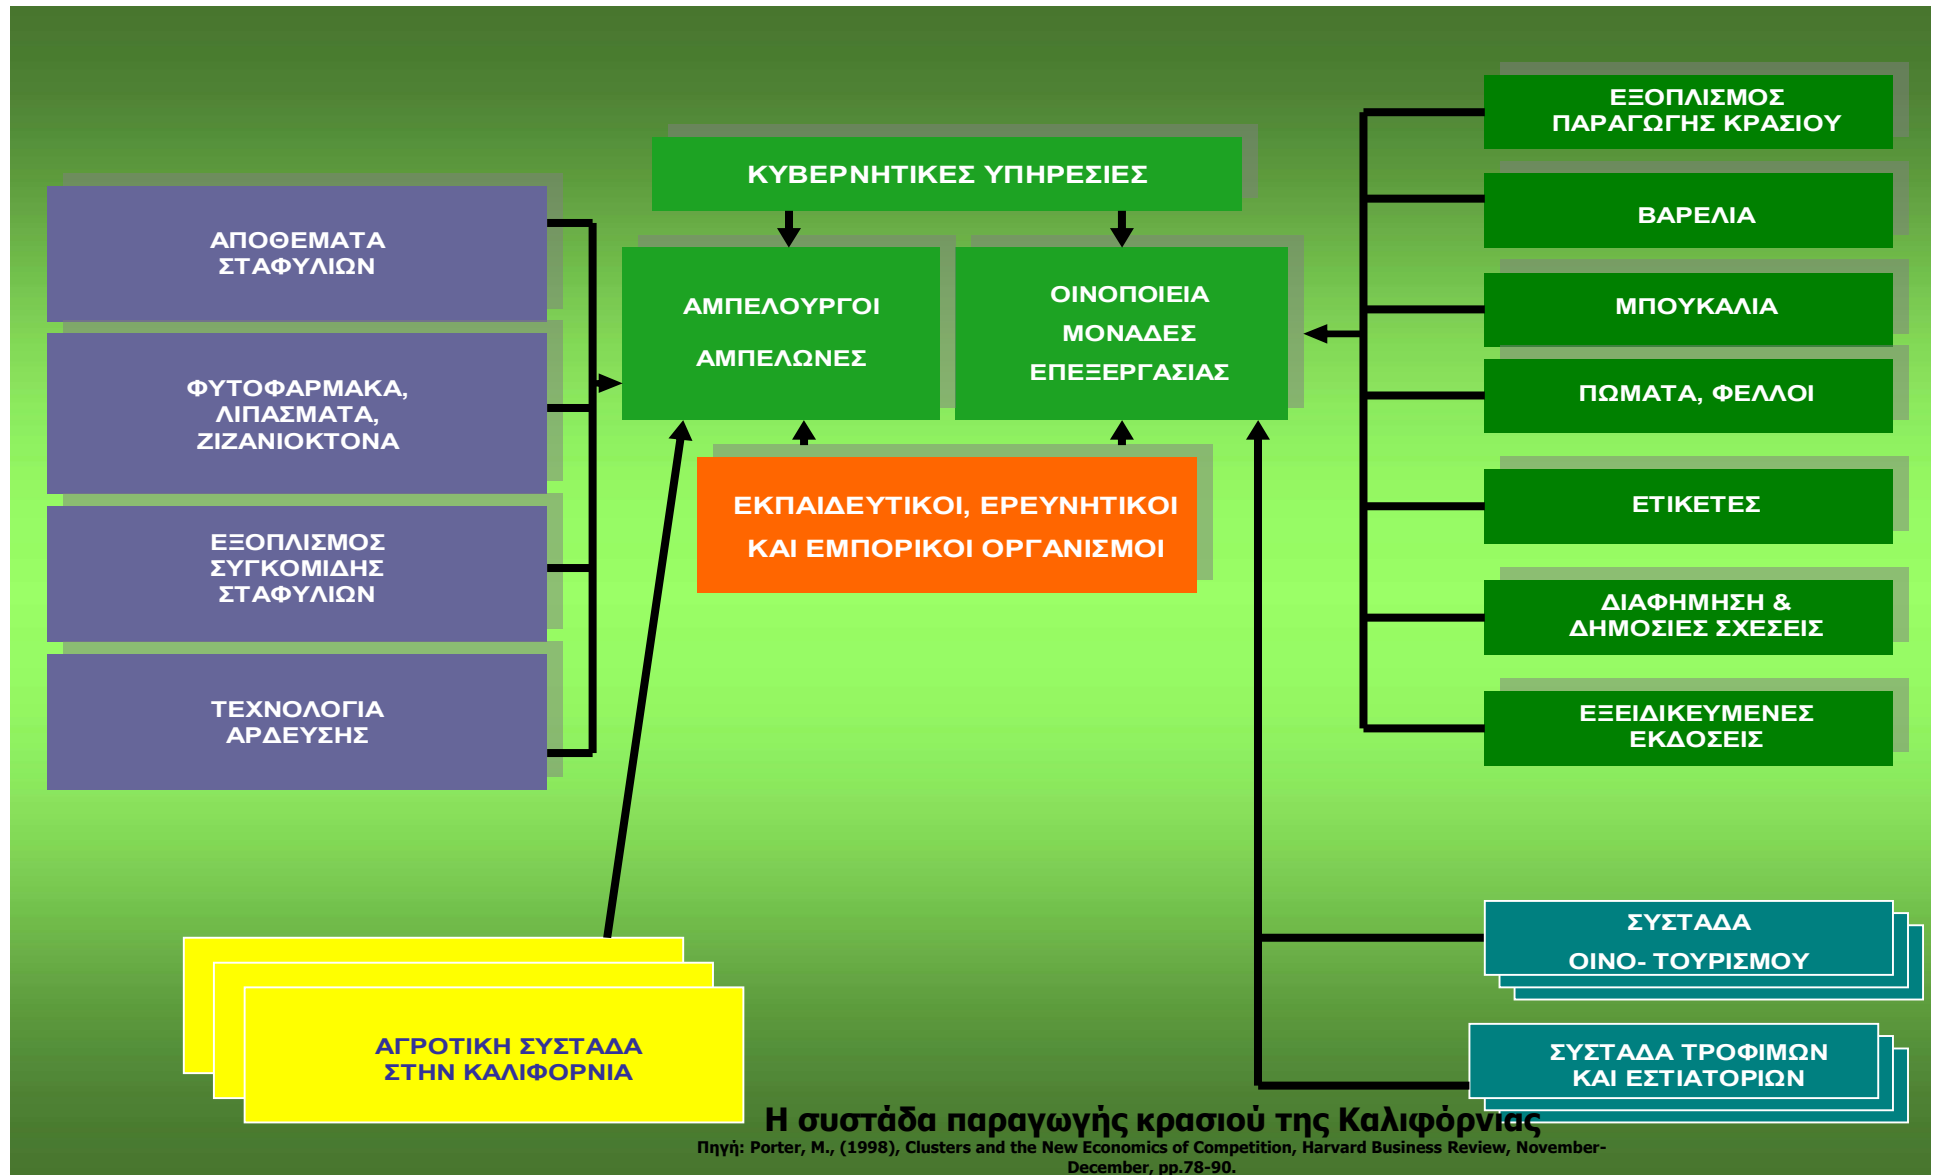 ΚΥΒΕΡΝΗΤΙΚΕΣ ΥΠΗΡΕΣΙΕΣ
ΑΠΟΘΕΜΑΤΑ
ΣΤΑΦΥΛΙΩΝ
ΦΥΤΟΦΑΡΜΑΚΑ,
ΛΙΠΑΣΜΑΤΑ,
ΖΙΖΑΝΙΟΚΤΟΝΑ
ΕΞΟΠΛΙΣΜΟΣ
ΣΥΓΚΟΜΙΔΗΣ
ΣΤΑΦΥΛΙΩΝ
ΤΕΧΝΟΛΟΓΙΑ
ΑΡΔΕΥΣΗΣ
ΑΜΠΕΛΟΥΡΓΟΙ
ΑΜΠΕΛΩΝΕΣ
ΟΙΝΟΠΟΙΕΙΑ
ΜΟΝΑΔΕΣ
ΕΠΕΞΕΡΓΑΣΙΑΣ
ΕΚΠΑΙΔΕΥΤΙΚΟΙ, ΕΡΕΥΝΗΤΙΚΟΙ
ΚΑΙ ΕΜΠΟΡΙΚΟΙ ΟΡΓΑΝΙΣΜΟΙ
ΕΞΟΠΛΙΣΜΟΣ
ΠΑΡΑΓΩΓΗΣ ΚΡΑΣΙΟΥ
ΒΑΡΕΛΙΑ
ΜΠΟΥΚΑΛΙΑ
ΠΩΜΑΤΑ, ΦΕΛΛΟΙ
ΕΤΙΚΕΤΕΣ
ΔΙΑΦΗΜΗΣΗ &
ΔΗΜΟΣΙΕΣ ΣΧΕΣΕΙΣ
ΕΞΕΙΔΙΚΕΥΜΕΝΕΣ
ΕΚΔΟΣΕΙΣ
ΣΥΣΤΑΔΑ
ΟΙΝΟ- ΤΟΥΡΙΣΜΟΥ
ΣΥΣΤΑΔΑ ΤΡΟΦΙΜΩΝ
ΚΑΙ ΕΣΤΙΑΤΟΡΙΩΝ
ΑΓΡΟΤΙΚΗ ΣΥΣΤΑΔΑ
ΣΤΗΝ ΚΑΛΙΦΟΡΝΙΑ
Η συστάδα παραγωγής κρασιού της Καλιφόρνιας
Πηγή: Porter, M., (1998), Clusters and the New Economics of Competition, Harvard Business Review, November-
December, pp.78-90.